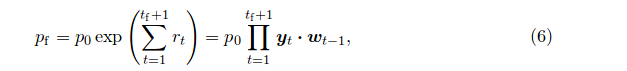 p_f = p_0 exp ( ∑_{t=1}^{t_f+1} r_t ) = p_0 ∏_{t=1}^{t_f+1} y_t · w_{t−1}, (6)